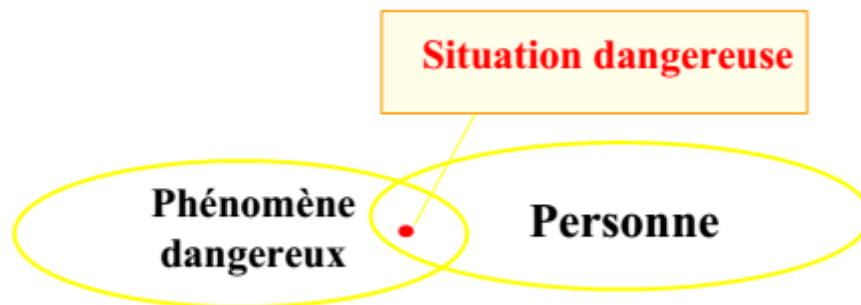 Situation dangereuse
Phénomène
dangereux
Personne